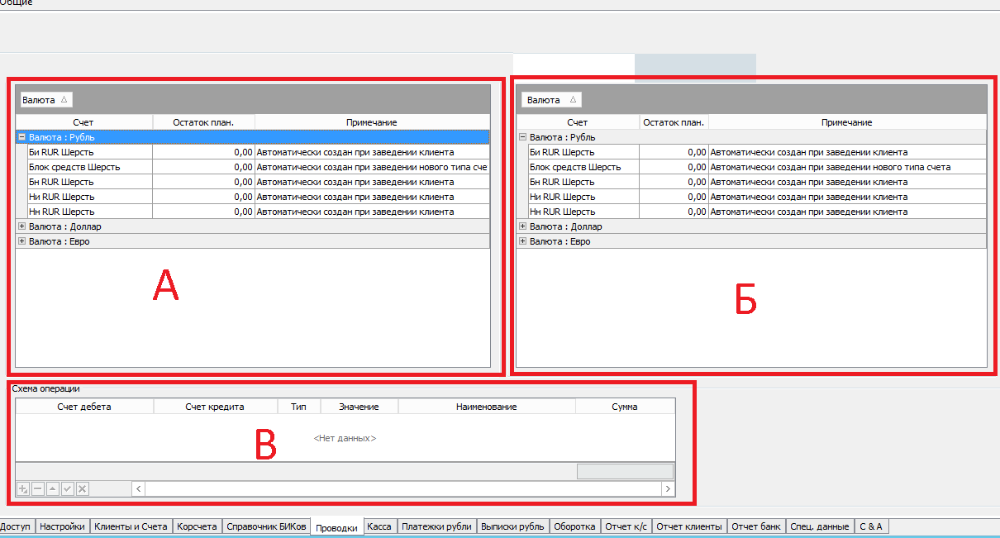 Общие
Валюта
Счет Остаток план. Примечание
Валюта : Рубль
Би RUR Шерсть 0,00 Автоматически создан при заведении клиента
Блок средств Шерсть 0,00 Автоматически создан при заведении нового типа сче
Бн RUR Шерсть 0,00 Автоматически создан при заведении клиента
Ни RUR Шерсть 0,00 Автоматически создан при заведении клиента
Нн RUR Шерсть 0,00 Автоматически создан при заведении клиента
Валюта : Доллар
Валюта : Евро
А
Валюта
Счет Остаток план. Примечание
Валюта : Рубль
Би RUR Шерсть 0,00 Автоматически создан при заведении клиента
Блок средств Шерсть 0,00 Автоматически создан при заведении нового типа счета
Бн RUR Шерсть 0,00 Автоматически создан при заведении клиента
Ни RUR Шерсть 0,00 Автоматически создан при заведении клиента
Нн RUR Шерсть 0,00 Автоматически создан при заведении клиента
Валюта : Доллар
Валюта : Евро
Б
Схема операции
Счет дебета Счет кредита Тип Значение Наименование Сумма
<Нет данных>
В
Доступ Настройки Клиенты и Счета Корсчета Справочник БИКов Проводки Касса Платежки рубли Выписки рубль Оборотка Отчет к/с Отчет клиенты Отчет банк Спец. данные C & A